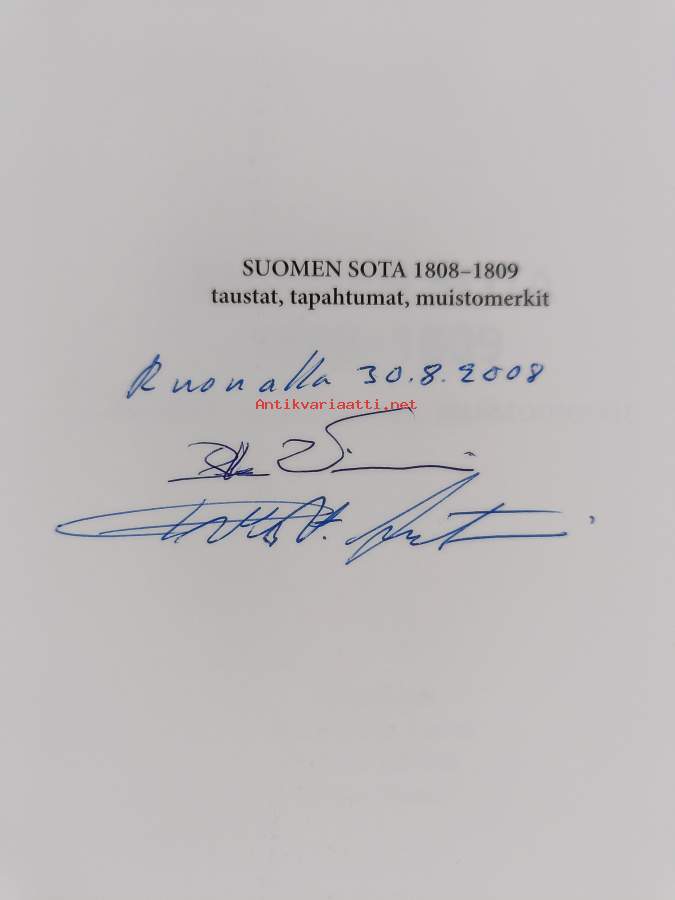 SUOMEN SOTA 1808–1809
taustat, tapahtumat, muistomerkit
Ruonalla 30.8.2008
Antikvariaatti.net